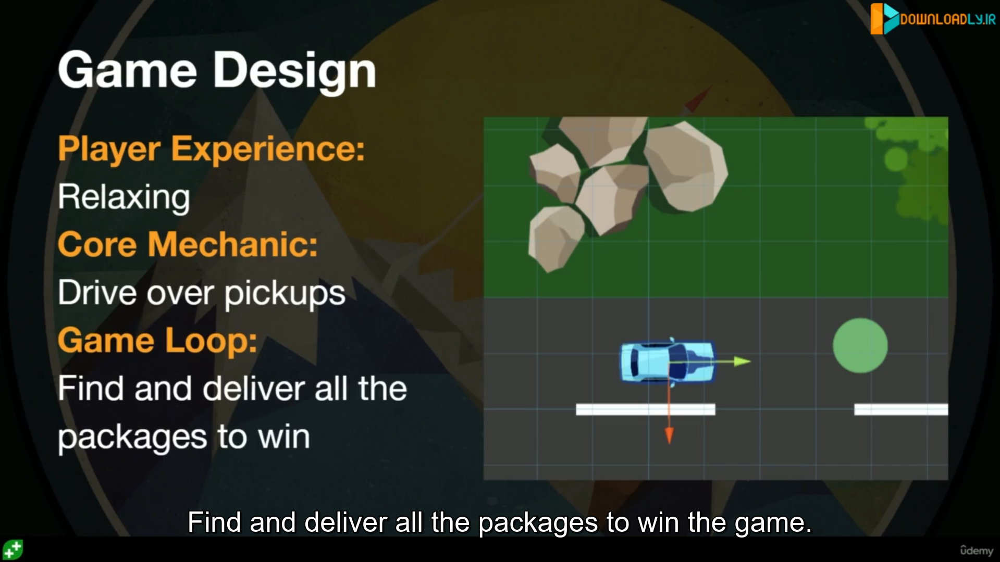 DOWNLOADLY.IR
Game Design
Player Experience:
Relaxing
Core Mechanic:
Drive over pickups
Game Loop:
Find and deliver all the
packages to win
Find and deliver all the packages to win the game.
ûdemy